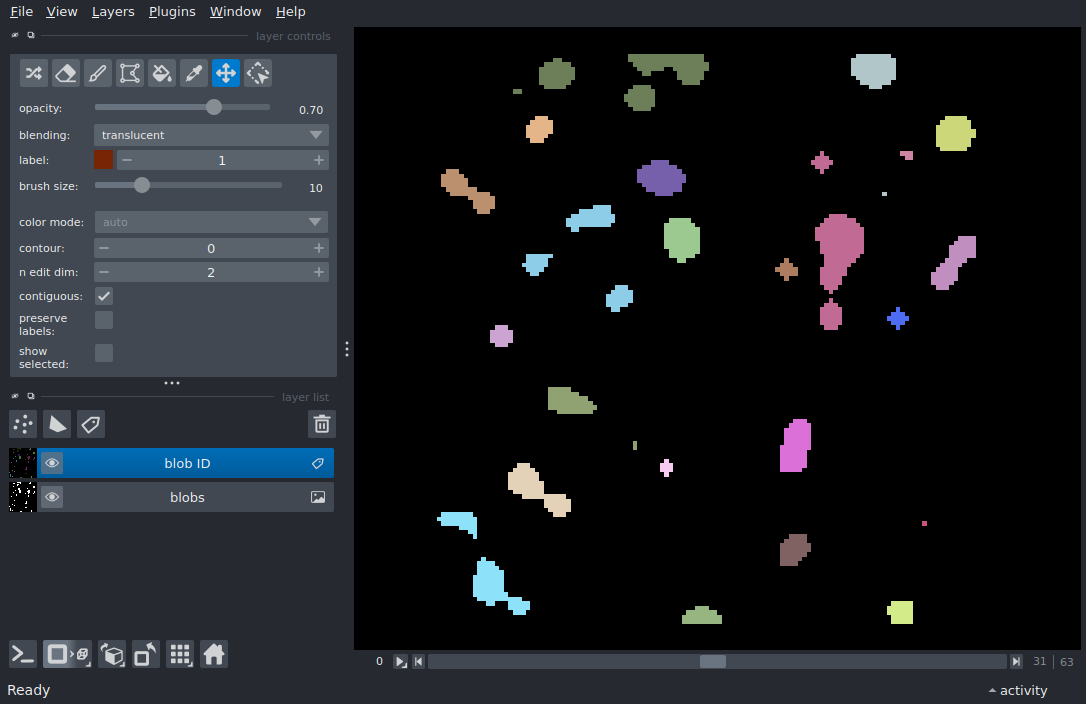 File View Layers Plugins Window Help
layer controls
opacity: 0.70
blending: translucent
label: 1
brush size: 10
color mode: auto
contour: 0
n edit dim: 2
contiguous:
preserve
labels:
show
selected:
layer list
blob ID
blobs
0 31 63
Ready activity